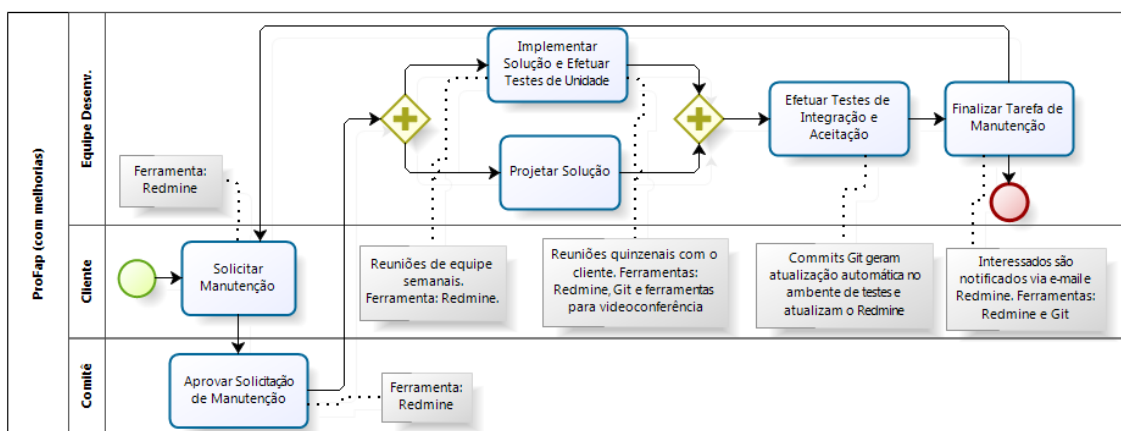 ProFap (com melhorias)
Equipe Desenv.
Cliente
Comitê
Implementar
Solução e Efetuar
Testes de Unidade
Projetar Solução
Efetuar Testes de
Integração e
Aceitação
Finalizar Tarefa de
Manutenção
Ferramenta:
Redmine
Solicitar
Manutenção
Reuniões de equipe
semanais.
Ferramenta: Redmine.
Reuniões quinzenais com o
cliente. Ferramentas:
Redmine, Git e ferramentas
para videoconferência
Commits Git geram
atualização automática no
ambente de testes e
atualizam o Redmine
Interessados são
notificados via e-mail e
Redmine. Ferramentas:
Redmine e Git
Aprovar Solicitação
de Manutenção
Ferramenta:
Redmine